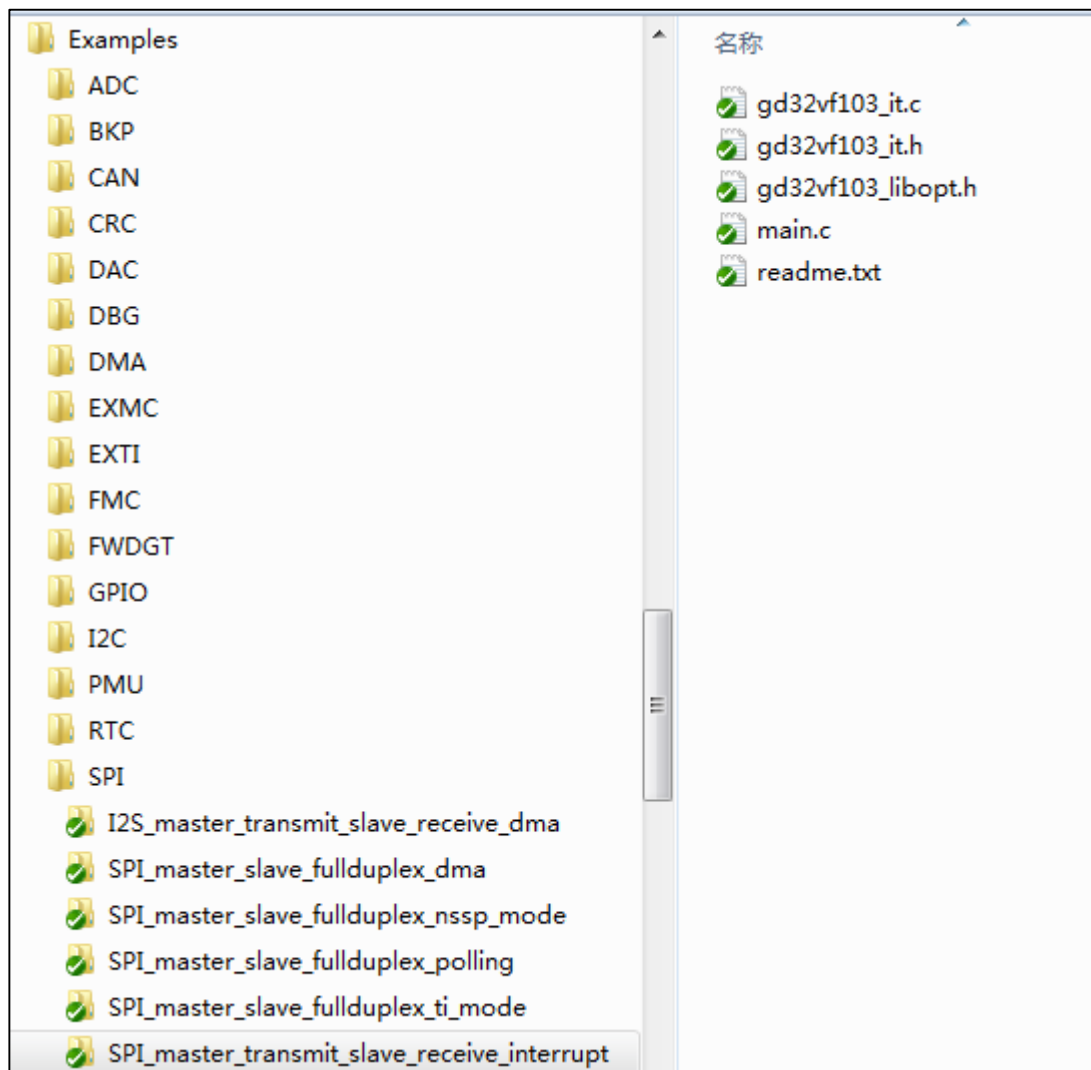 Examples
ADC
BKP
CAN
CRC
DAC
DBG
DMA
EXMC
EXTI
FMC
FWDGT
GPIO
I2C
PMU
RTC
SPI
I2S_master_transmit_slave_receive_dma
SPI_master_slave_fullduplex_dma
SPI_master_slave_fullduplex_nssp_mode
SPI_master_slave_fullduplex_polling
SPI_master_slave_fullduplex_ti_mode
SPI_master_transmit_slave_receive_interrupt
名称
gd32vf103_it.c
gd32vf103_it.h
gd32vf103_libopt.h
main.c
readme.txt